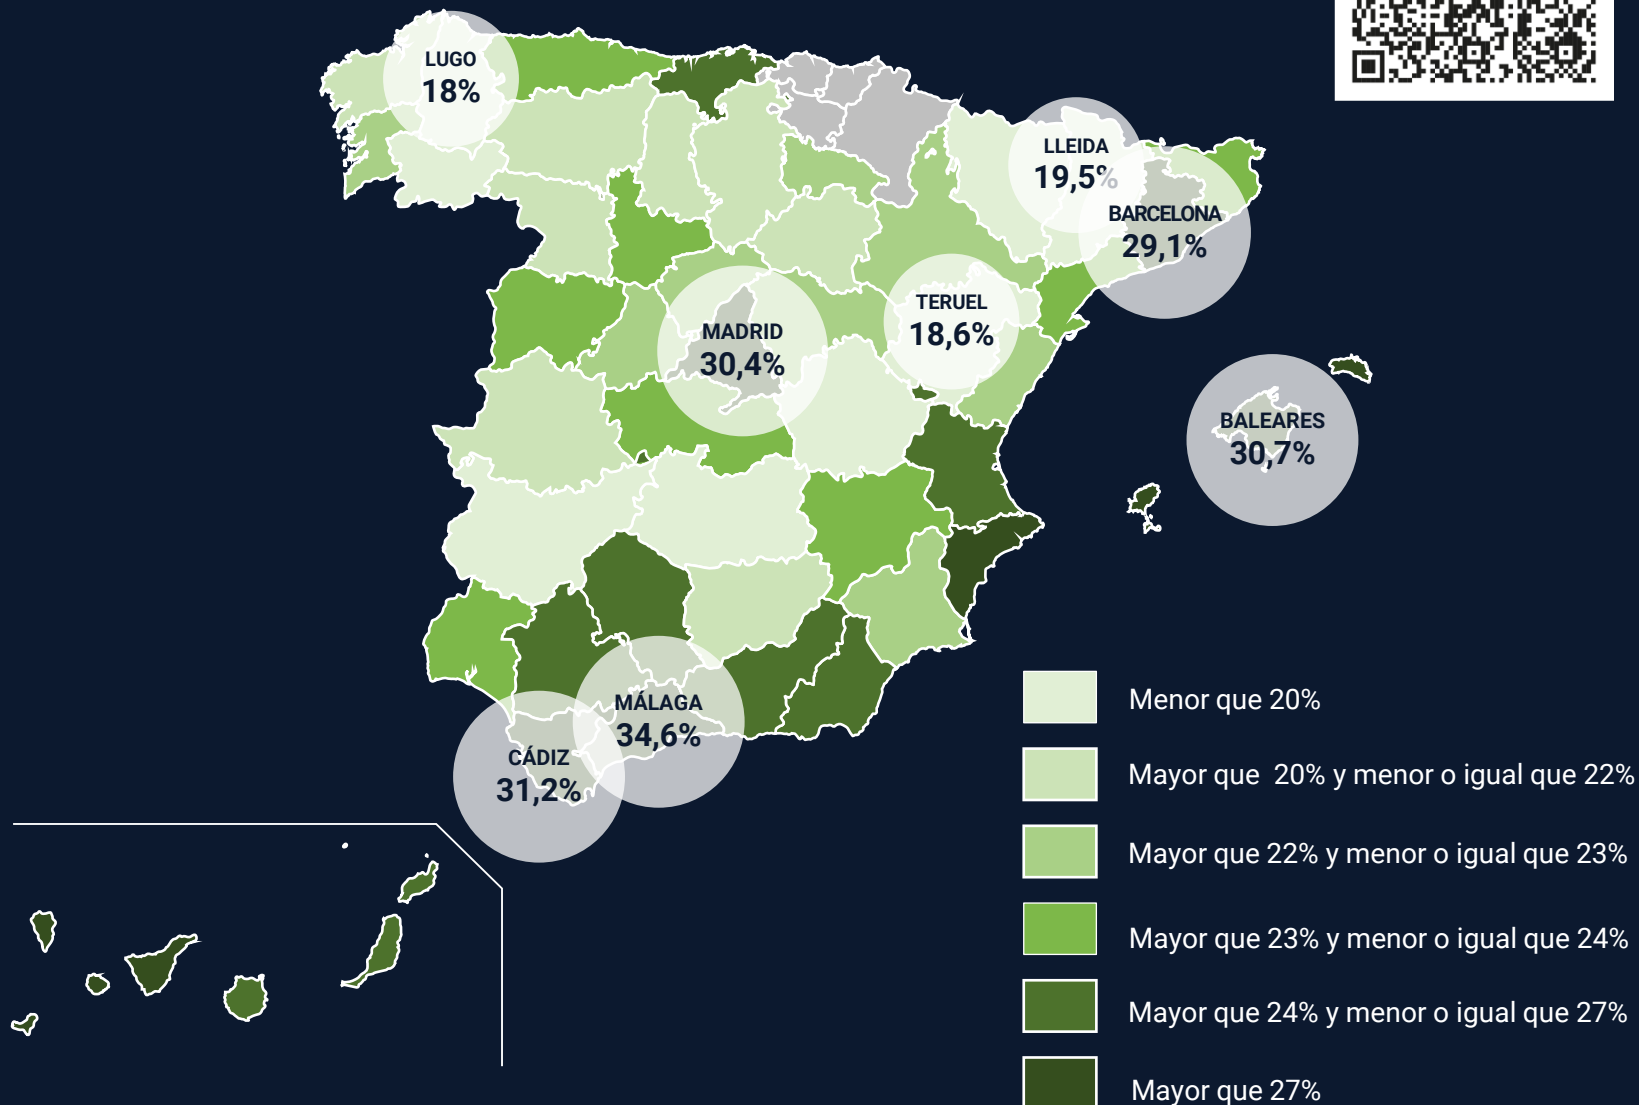 LUGO
18%
LLEIDA
19,5%
BARCELONA
29,1%
TERUEL
18,6%
MADRID
30,4%
BALEARES
30,7%
MÁLAGA
34,6%
CÁDIZ
31,2%
Menor que 20%
Mayor que  20% y menor o igual que 22%
Mayor que 22% y menor o igual que 23%
Mayor que 23% y menor o igual que 24%
Mayor que 24% y menor o igual que 27%
Mayor que 27%